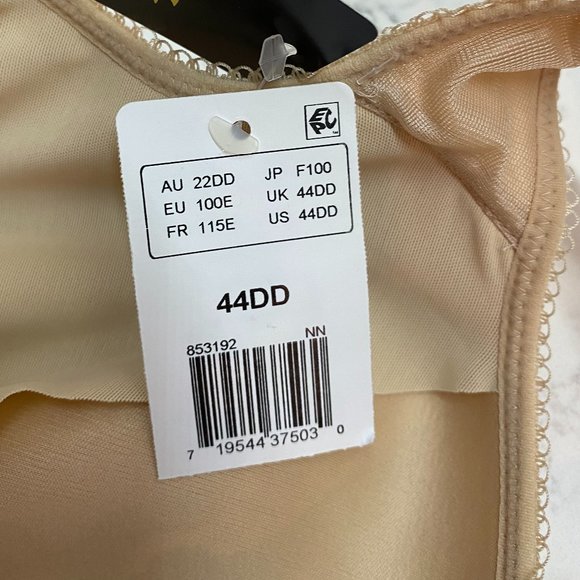 EPC
AU 22DD JP F100
EU 100E UK 44DD
FR 115E US 44DD
44DD
853192 NN
7 19544 37503 0